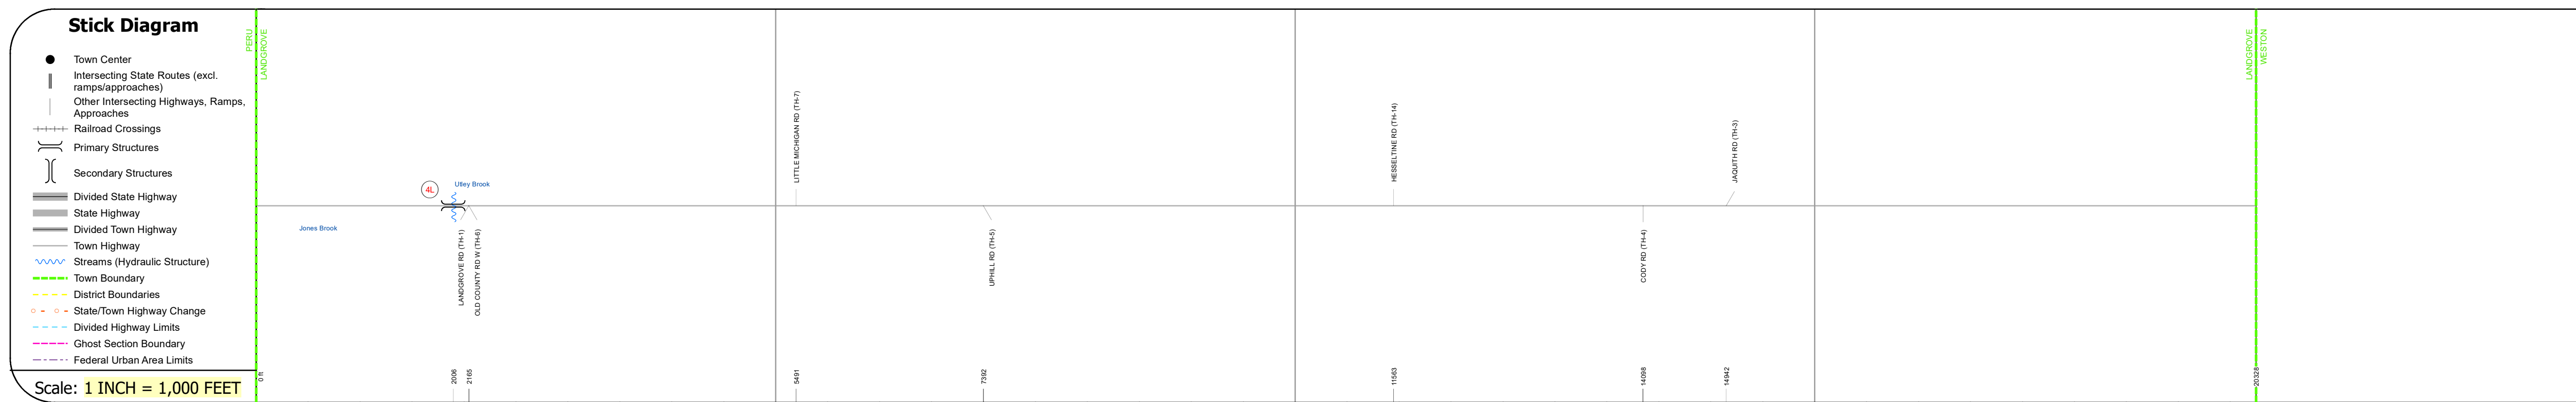 Stick Diagram
Town Center
Intersecting State Routes (excl.
ramps/approaches)
Other Intersecting Highways, Ramps,
Approaches
Railroad Crossings
Primary Structures
Secondary Structures
Divided State Highway
State Highway
Divided Town Highway
Town Highway
Streams (Hydraulic Structure)
Town Boundary
District Boundaries
State/Town Highway Change
Divided Highway Limits
Ghost Section Boundary
Federal Urban Area Limits
Scale: 1 INCH = 1,000 FEET
PERU
LANDGROVE
4L
Utley Brook
Jones Brook
LANDGROVE RD (TH-1)
OLD COUNTY RD W (TH-6)
LITTLE MICHIGAN RD (TH-7)
UPHILL RD (TH-5)
HESSELTINE RD (TH-14)
CODY RD (TH-4)
JAQUITH RD (TH-3)
LANDGROVE
WESTON
0 ft
2006
2165
5491
7392
11563
14098
14942
20328